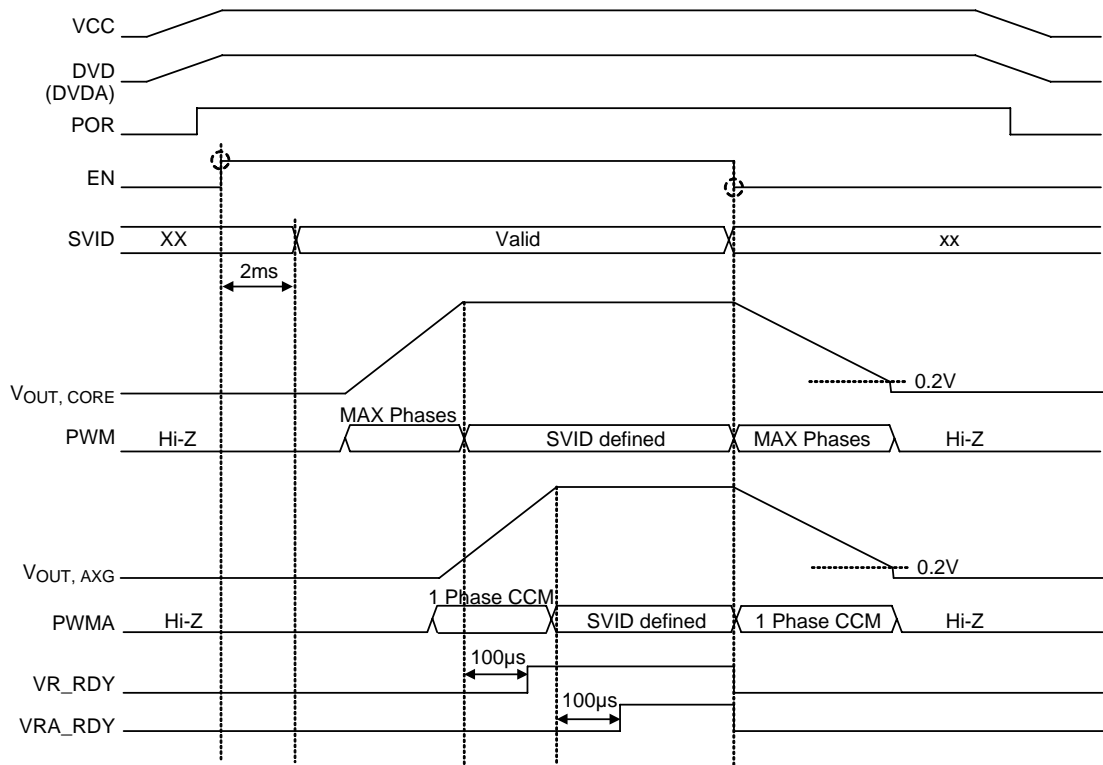 VCC
DVD
(DVDA)
POR
EN
SVID XX Valid xx
2ms
VOUT, CORE 0.2V
MAX Phases
PWM Hi-Z SVID defined MAX Phases Hi-Z
VOUT, AXG 0.2V
1 Phase CCM
PWMA Hi-Z SVID defined 1 Phase CCM Hi-Z
100µs
VR_RDY
100µs
VRA_RDY